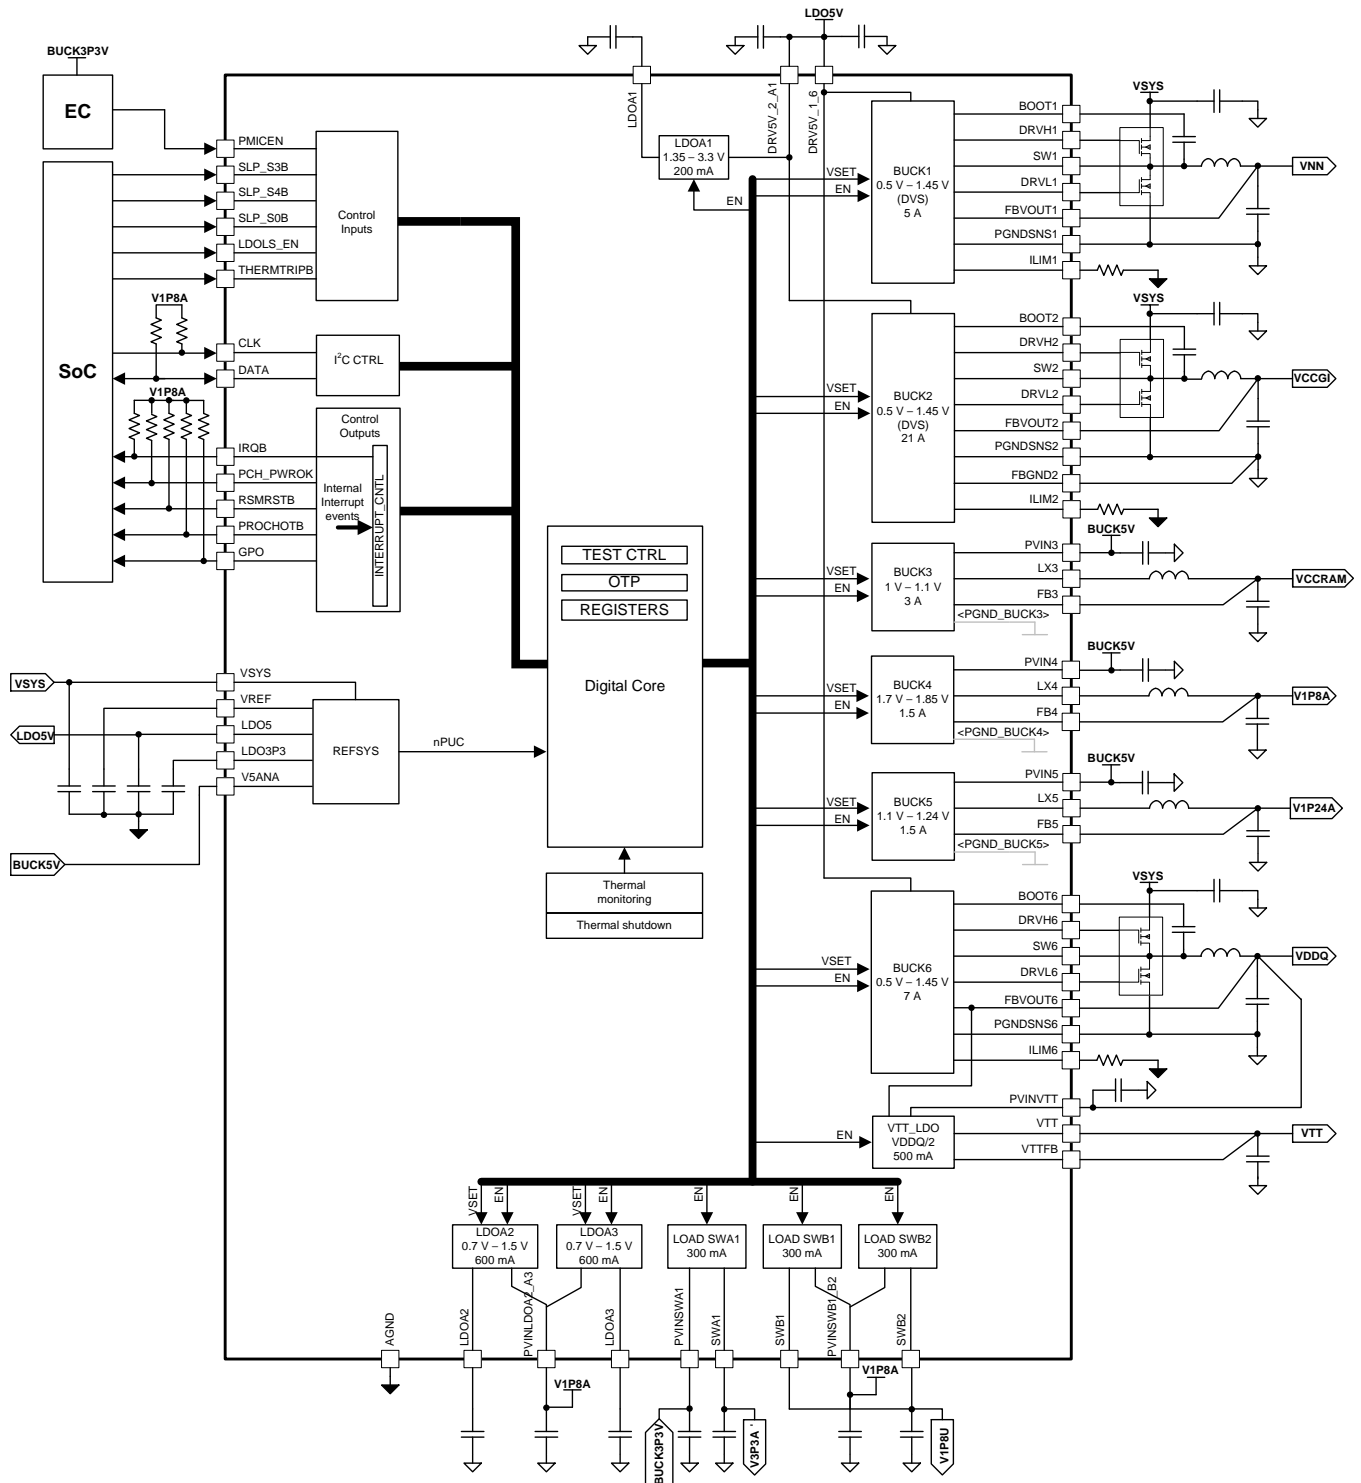 LDO5V
BUCK3P3V
EC
SoC
PMICEN
SLP_S3B
SLP_S4B
SLP_S0B
LDOLS_EN
THERMTRIPB
Control
Inputs
V1P8A
CLK
DATA
I2C CTRL
V1P8A
IRQB
PCH_PWROK
RSMRSTB
PROCHOTB
GPO
Control
Outputs
Internal
Interrupt
events
INTERRUPT_CNTL
VSYS
LDO5V
BUCK5V
VSYS
VREF
LDO5
LDO3P3
V5ANA
REFSYS
nPUC
TEST CTRL
OTP
REGISTERS
Digital Core
Thermal
monitoring
Thermal shutdown
LDOA1
DRV5V_2_A1
DRV5V_1_6
LDOA1
1.35 – 3.3 V
200 mA
EN
VSET
EN
BUCK1
0.5 V – 1.45 V
(DVS)
5 A
BOOT1
DRVH1
SW1
DRVL1
FBVOUT1
PGNDSNS1
ILIM1
VSYS
VNN
VSET
EN
BUCK2
0.5 V – 1.45 V
(DVS)
21 A
BOOT2
DRVH2
SW2
DRVL2
FBVOUT2
PGNDSNS2
FBGND2
ILIM2
VSYS
VCCGI
VSET
EN
BUCK3
1 V – 1.1 V
3 A
PVIN3
LX3
FB3
<PGND_BUCK3>
BUCK5V
VCCRAM
VSET
EN
BUCK4
1.7 V – 1.85 V
1.5 A
PVIN4
LX4
FB4
<PGND_BUCK4>
BUCK5V
V1P8A
VSET
EN
BUCK5
1.1 V – 1.24 V
1.5 A
PVIN5
LX5
FB5
<PGND_BUCK5>
BUCK5V
V1P24A
VSET
EN
BUCK6
0.5 V – 1.45 V
7 A
BOOT6
DRVH6
SW6
DRVL6
FBVOUT6
PGNDSNS6
ILIM6
VSYS
VDDQ
EN
VTT_LDO
VDDQ/2
500 mA
PVINVTT
VTT
VTTFB
VTT
VSET
EN
VSET
EN
EN
EN
EN
LDOA2
0.7 V – 1.5 V
600 mA
LDOA3
0.7 V – 1.5 V
600 mA
LOAD SWA1
300 mA
LOAD SWB1
300 mA
LOAD SWB2
300 mA
AGND
LDOA2
PVINLDOA2_A3
LDOA3
PVINSWA1
SWA1
SWB1
PVINSWB1_B2
SWB2
V1P8A
V1P8A
BUCK3P3V
V3P3A
V1P8U